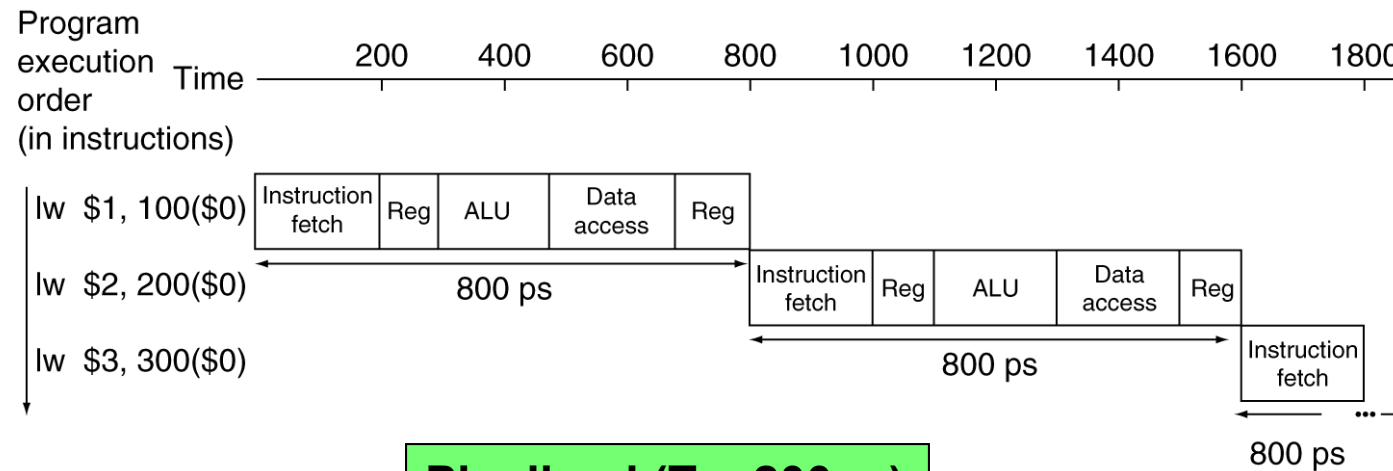 Program
execution
order
(in instructions)
Time
200 400 600 800 1000 1200 1400 1600 1800
lw $1, 100($0)
Instruction
fetch
Reg
ALU
Data
access
Reg
800 ps
lw $2, 200($0)
Instruction
fetch
Reg
ALU
Data
access
Reg
800 ps
lw $3, 300($0)
Instruction
fetch
...
800 ps